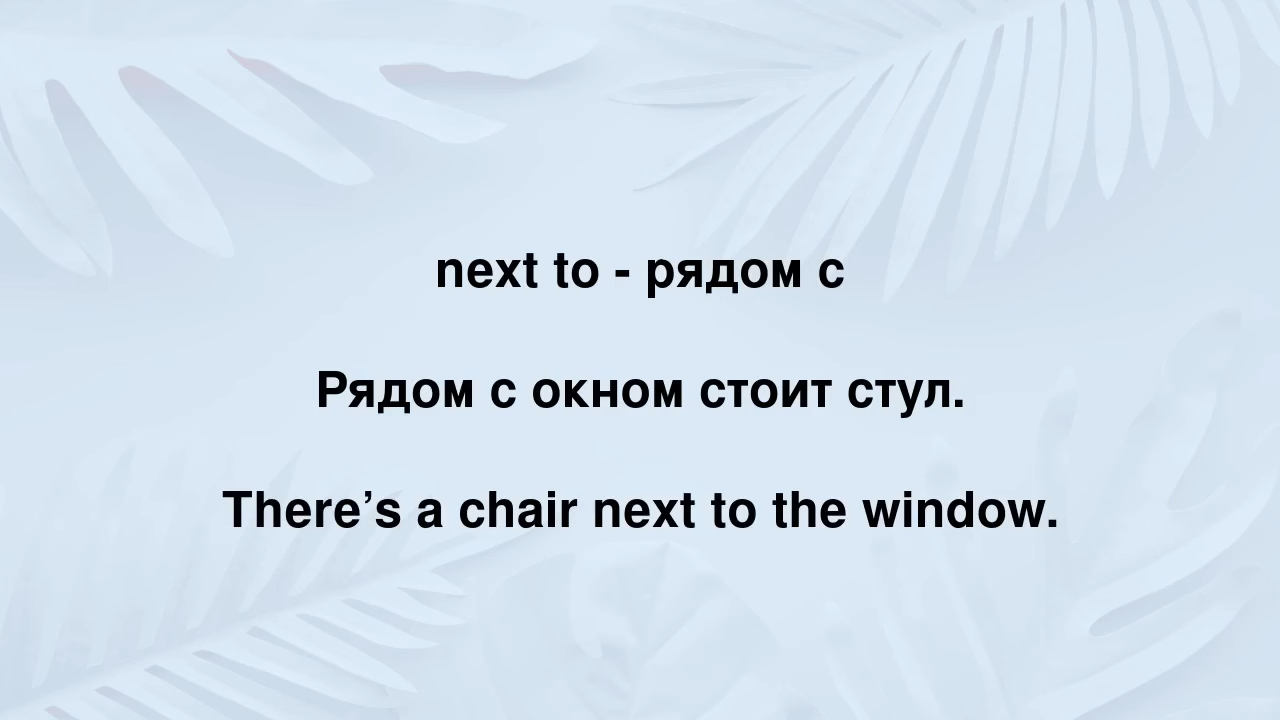 next to - рядом с
Рядом с окном стоит стул.
There’s a chair next to the window.